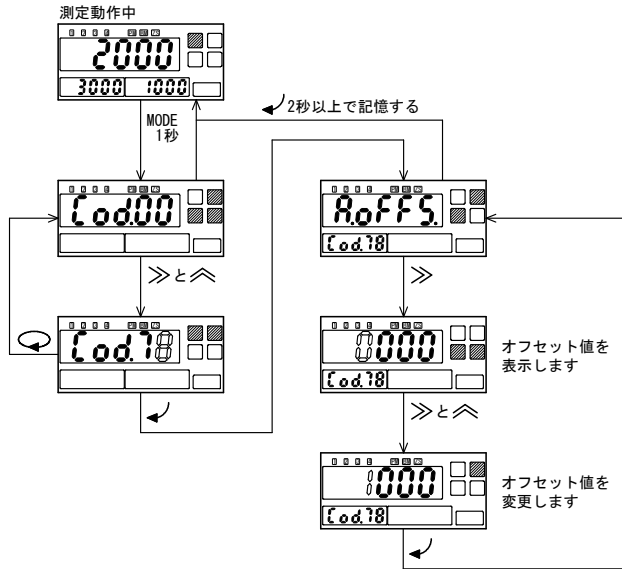 測定動作中
2000
3000 1000
MODE
1秒
2秒以上で記憶する
Cod.00
≫と︽
Cod.78
A.oFFS.
Cod.78
≫
0000
Cod.78
オフセット値を
表示します
≫と︽
1000
Cod.78
オフセット値を
変更します